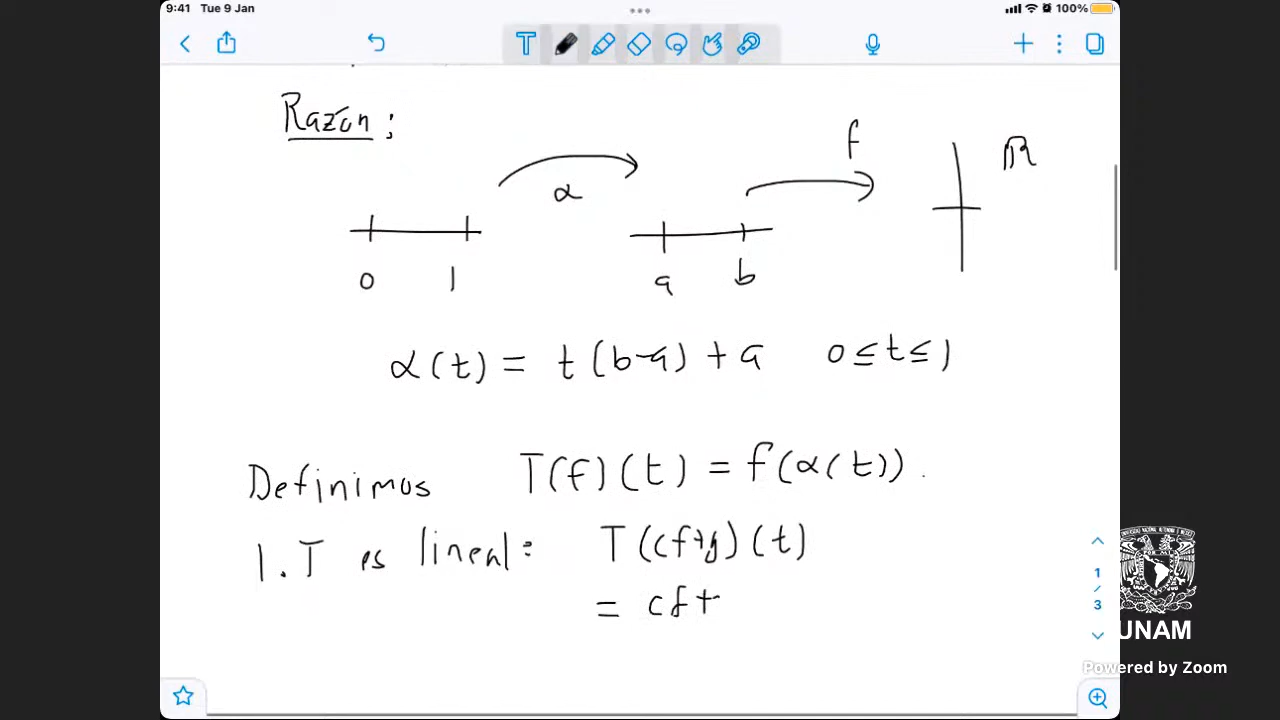 9:41 Tue 9 Jan
100%
T
Razón:
α
f
ℝ
0 1
a b
α(t) = t(b-a) + a 0 ≤ t ≤ 1
Definimos T(f)(t) = f(α(t)).
1. T es lineal: T(cf+g)(t)
= cf+
1
3
UNAM
Powered by Zoom